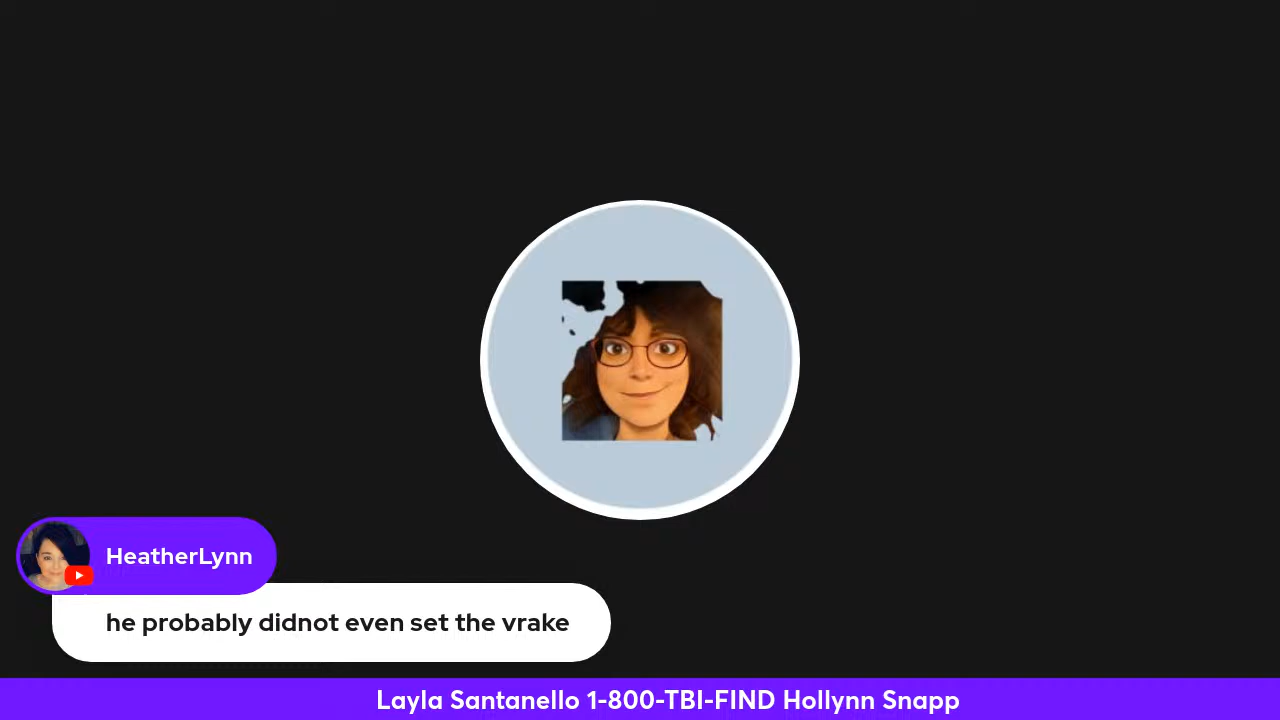 HeatherLynn
he probably didnot even set the vrake
Layla Santanello 1-800-TBI-FIND Hollynn Snapp